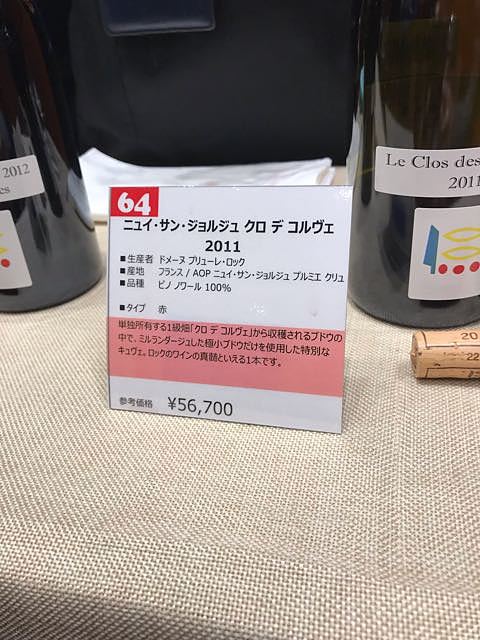 2012
es
Le Clos des
2011
64
ニュイ・サン・ジョルジュ クロ デ コルヴェ
2011
■生産者 ドメーヌ プリューレ・ロック
■産地 フランス / AOP ニュイ・サン・ジョルジュ プルミエ クリュ
■品種 ピノ ノワール 100%
■タイプ 赤
単独所有する1級畑「クロ デ コルヴェ」から収穫されるブドウの
中で、ミルランダージュした極小ブドウだけを使用した特別な
キュヴェ。ロックのワインの真髄といえる1本です。
参考価格 ¥56,700
20
22